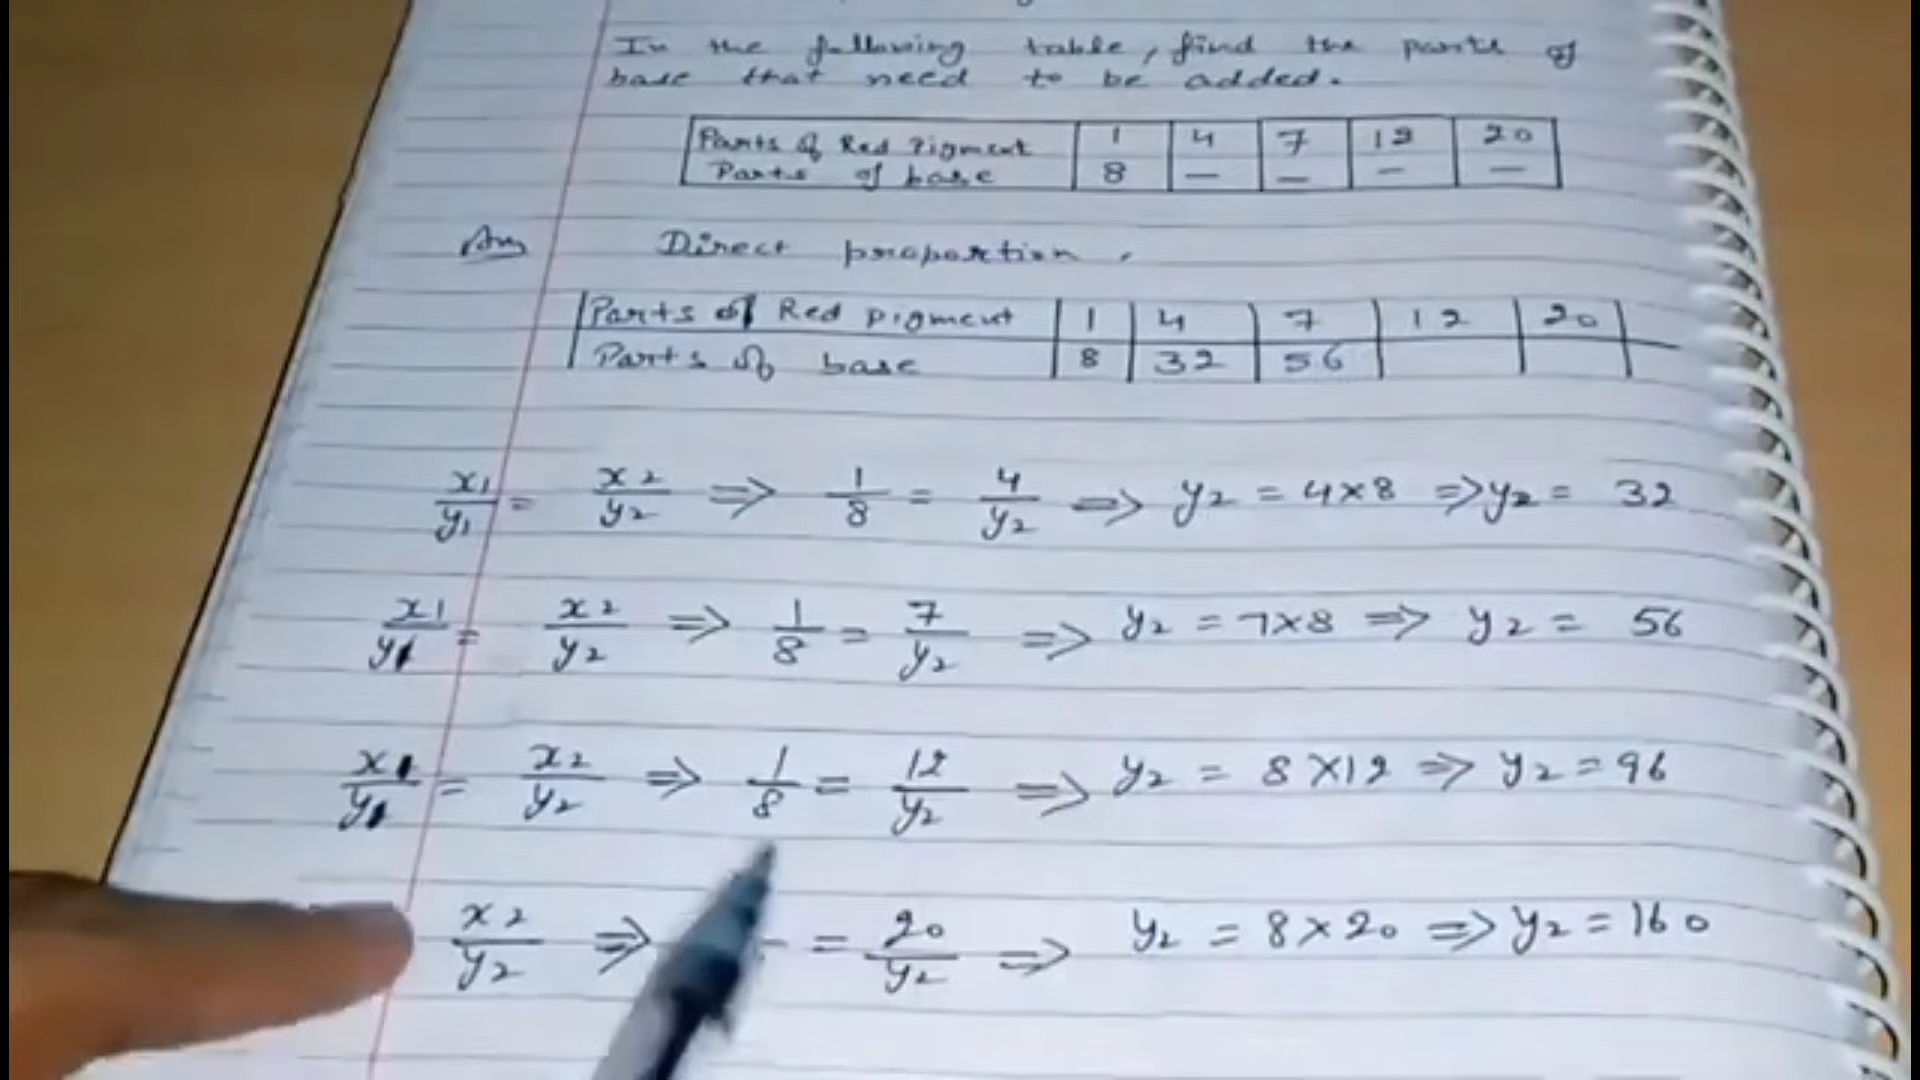 In the following table, find the parts of
base that need to be added.
Parts of Red Pigment 1 4 7 12 20
Parts of base 8 — — — —
Ans Direct proportion.
Parts of Red pigment 1 4 7 12 20
Parts of base 8 32 56
x1/y1 = x2/y2 ⇒ 1/8 = 4/y2 ⇒ y2 = 4×8 ⇒ y2 = 32
x1/y1 = x2/y2 ⇒ 1/8 = 7/y2 ⇒ y2 = 7×8 ⇒ y2 = 56
x1/y1 = x2/y2 ⇒ 1/8 = 12/y2 ⇒ y2 = 8×12 ⇒ y2 = 96
x2/y2 ⇒ = 20/y2 ⇒ y2 = 8×20 ⇒ y2 = 160